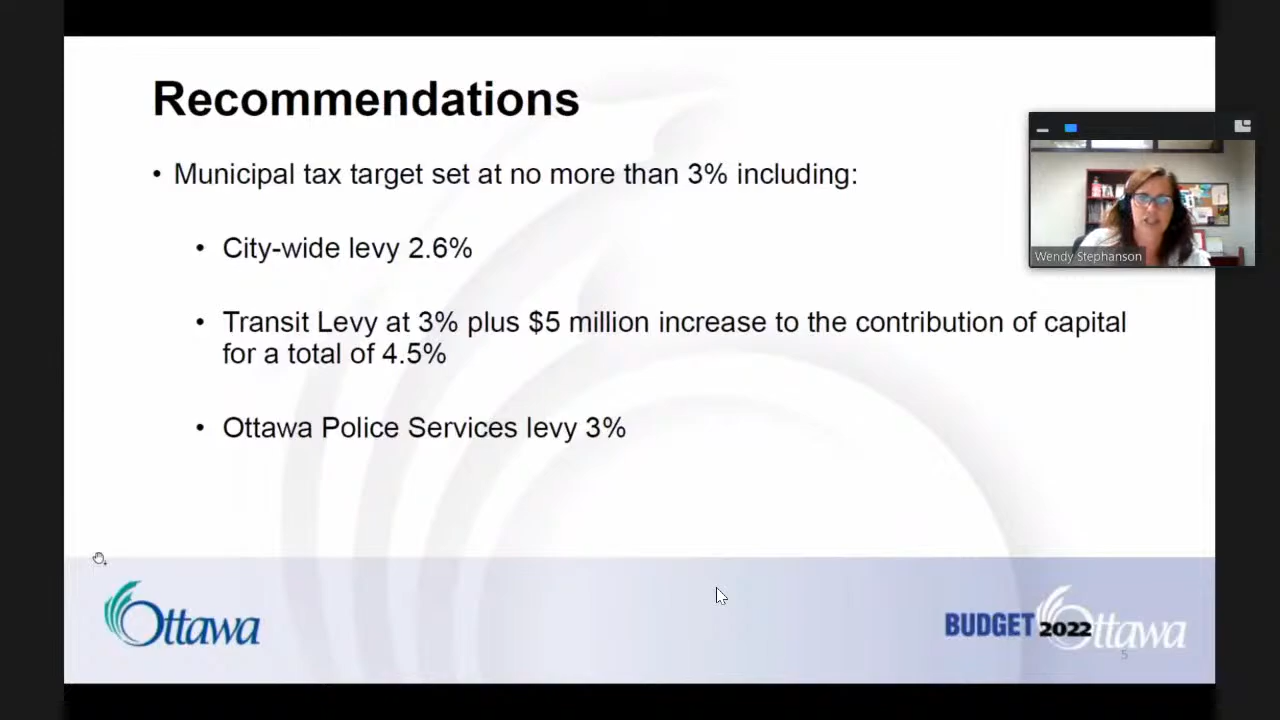 Recommendations
• Municipal tax target set at no more than 3% including:
• City-wide levy 2.6%
• Transit Levy at 3% plus $5 million increase to the contribution of capital
for a total of 4.5%
• Ottawa Police Services levy 3%
Wendy Stephanson
Ottawa
BUDGET 2022 Ottawa
5